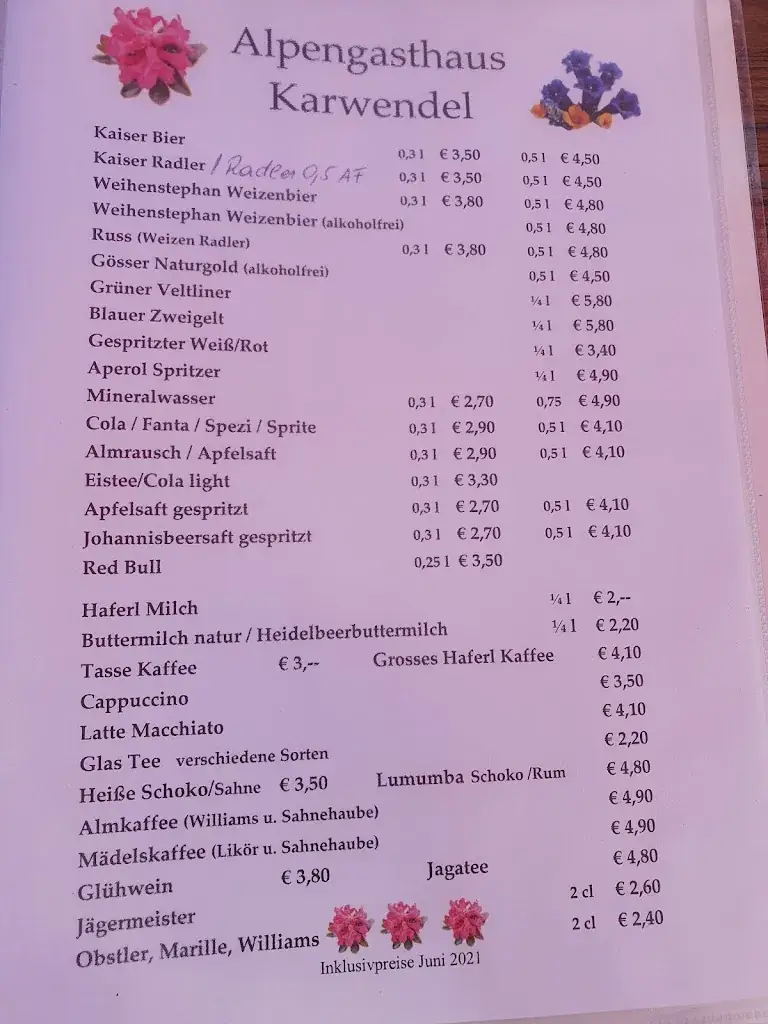 Alpengasthaus
Karwendel
Kaiser Bier 0,3 l € 3,50 0,5 l € 4,50
Kaiser Radler / Radler 0,5 AF 0,3 l € 3,50 0,5 l € 4,50
Weihenstephan Weizenbier 0,3 l € 3,80 0,5 l € 4,80
Weihenstephan Weizenbier (alkoholfrei) 0,5 l € 4,80
Russ (Weizen Radler) 0,3 l € 3,80 0,5 l € 4,80
Gösser Naturgold (alkoholfrei) 0,5 l € 4,50
Grüner Veltliner ¼ l € 5,80
Blauer Zweigelt ¼ l € 5,80
Gespritzter Weiß/Rot ¼ l € 3,40
Aperol Spritzer ¼ l € 4,90
Mineralwasser 0,3 l € 2,70 0,75 € 4,90
Cola / Fanta / Spezi / Sprite 0,3 l € 2,90 0,5 l € 4,10
Almrausch / Apfelsaft 0,3 l € 2,90 0,5 l € 4,10
Eistee/Cola light 0,3 l € 3,30
Apfelsaft gespritzt 0,3 l € 2,70 0,5 l € 4,10
Johannisbeersaft gespritzt 0,3 l € 2,70 0,5 l € 4,10
Red Bull 0,25 l € 3,50
Haferl Milch ¼ l € 2,--
Buttermilch natur / Heidelbeerbuttermilch ¼ l € 2,20
Tasse Kaffee € 3,-- Grosses Haferl Kaffee € 4,10
Cappuccino € 3,50
Latte Macchiato € 4,10
Glas Tee verschiedene Sorten € 2,20
Heiße Schoko/Sahne € 3,50 Lumumba Schoko /Rum € 4,80
Almkaffee (Williams u. Sahnehaube) € 4,90
Mädelskaffee (Likör u. Sahnehaube) € 4,90
Glühwein € 3,80 Jagatee € 4,80
Jägermeister 2 cl € 2,60
Obstler, Marille, Williams 2 cl € 2,40
Inklusivpreise Juni 2021